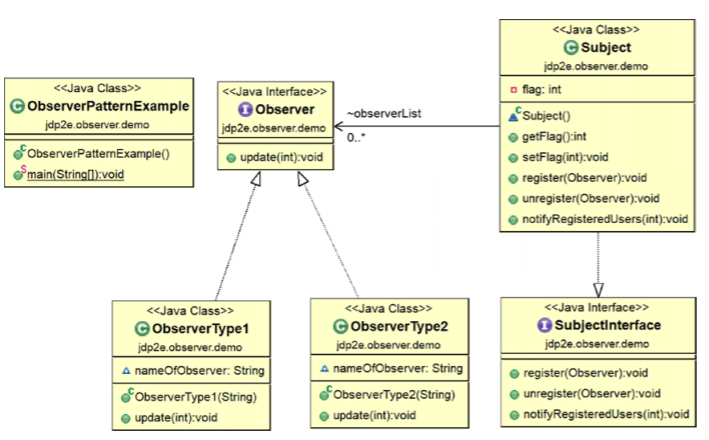 <<Java Class>>
ObserverPatternExample
jdp2e.observer.demo
ObserverPatternExample()
main(String[]):void
<<Java Interface>>
Observer
jdp2e.observer.demo
update(int):void
~observerList
0..*
<<Java Class>>
Subject
jdp2e.observer.demo
flag: int
Subject()
getFlag():int
setFlag(int):void
register(Observer):void
unregister(Observer):void
notifyRegisteredUsers(int):void
<<Java Class>>
ObserverType1
jdp2e.observer.demo
nameOfObserver: String
ObserverType1(String)
update(int):void
<<Java Class>>
ObserverType2
jdp2e.observer.demo
nameOfObserver: String
ObserverType2(String)
update(int):void
<<Java Interface>>
SubjectInterface
jdp2e.observer.demo
register(Observer):void
unregister(Observer):void
notifyRegisteredUsers(int):void